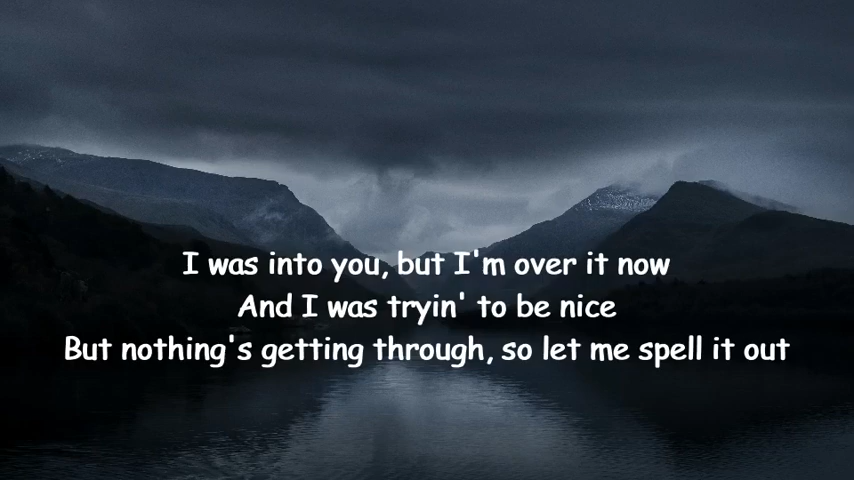 I was into you, but I'm over it now
And I was tryin' to be nice
But nothing's getting through, so let me spell it out